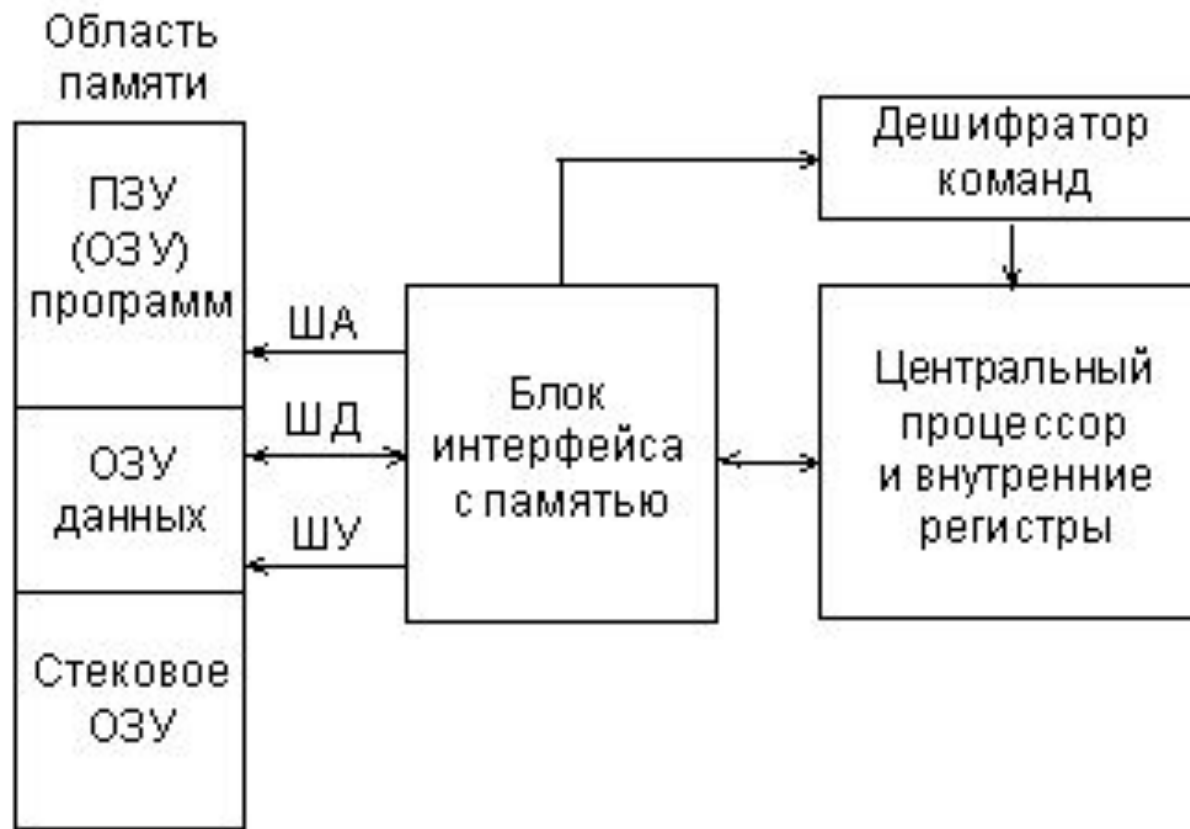 Область
памяти
ПЗУ
(ОЗУ)
программ
ОЗУ
данных
Стековое
ОЗУ
ША
ШД
ШУ
Блок
интерфейса
с памятью
Дешифратор
команд
Центральный
процессор
и внутренние
регистры